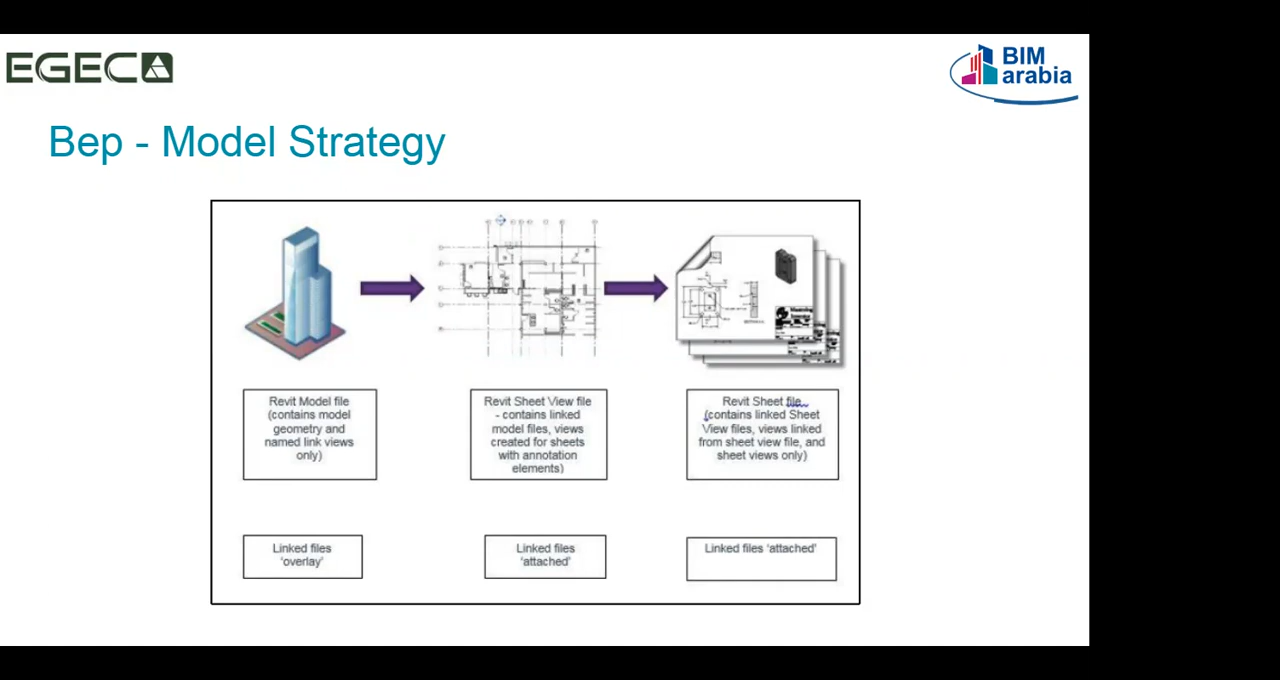 EGEC
BIM
arabia
Bep - Model Strategy
Revit Model file
(contains model
geometry and
named link views
only)
Revit Sheet View file
- contains linked
model files, views
created for sheets
with annotation
elements)
Revit Sheet file
(contains linked Sheet
View files, views linked
from sheet view file, and
sheet views only)
Linked files
‘overlay’
Linked files
‘attached’
Linked files ‘attached’